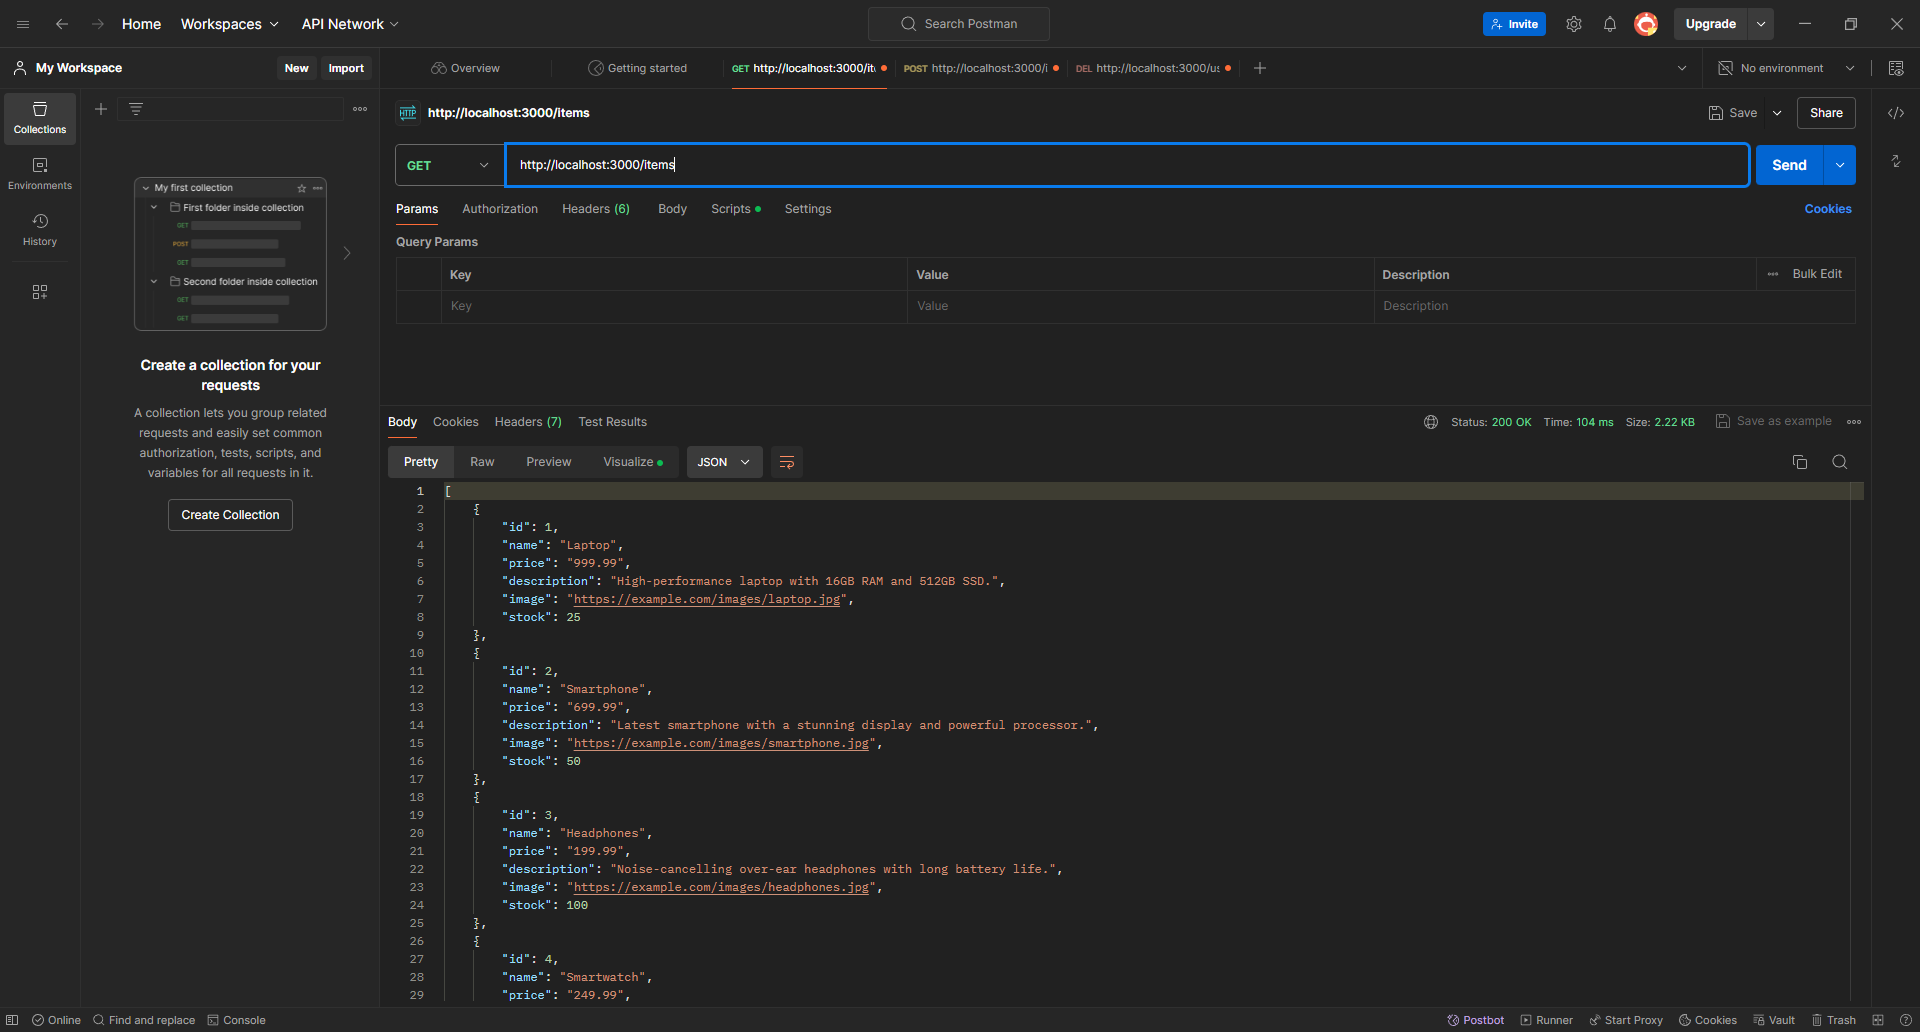 Home Workspaces API Network Search Postman Invite Upgrade
My Workspace New Import Overview Getting started GET http://localhost:3000/it POST http://localhost:3000/i DEL http://localhost:3000/us No environment
Collections
Environments
History
My first collection
First folder inside collection
GET
POST
GET
Second folder inside collection
GET
GET
Create a collection for your
requests
A collection lets you group related
requests and easily set common
authorization, tests, scripts, and
variables for all requests in it.
Create Collection
HTTP http://localhost:3000/items Save Share
GET http://localhost:3000/items Send
Params Authorization Headers (6) Body Scripts Settings Cookies
Query Params
Key Value Description Bulk Edit
Key Value Description
Body Cookies Headers (7) Test Results Status: 200 OK Time: 104 ms Size: 2.22 KB Save as example
Pretty Raw Preview Visualize JSON
1 [
2 {
3 "id": 1,
4 "name": "Laptop",
5 "price": "999.99",
6 "description": "High-performance laptop with 16GB RAM and 512GB SSD.",
7 "image": "https://example.com/images/laptop.jpg",
8 "stock": 25
9 },
10 {
11 "id": 2,
12 "name": "Smartphone",
13 "price": "699.99",
14 "description": "Latest smartphone with a stunning display and powerful processor.",
15 "image": "https://example.com/images/smartphone.jpg",
16 "stock": 50
17 },
18 {
19 "id": 3,
20 "name": "Headphones",
21 "price": "199.99",
22 "description": "Noise-cancelling over-ear headphones with long battery life.",
23 "image": "https://example.com/images/headphones.jpg",
24 "stock": 100
25 },
26 {
27 "id": 4,
28 "name": "Smartwatch",
29 "price": "249.99",
Online Find and replace Console Postbot Runner Start Proxy Cookies Vault Trash